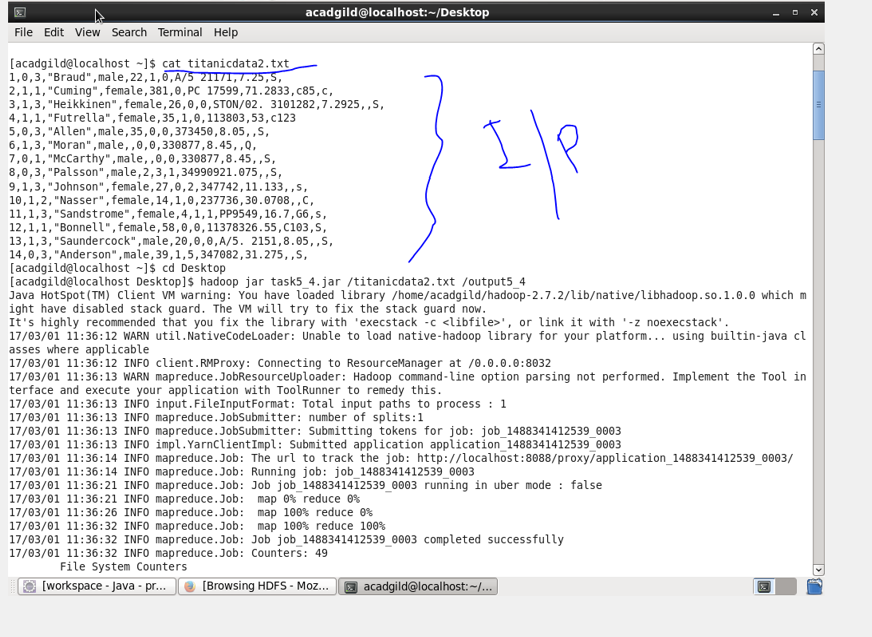 acadgild@localhost:~/Desktop
File Edit View Search Terminal Help
[acadgild@localhost ~]$ cat titanicdata2.txt
1,0,3,"Braud",male,22,1,0,A/5 21171,7.25,S,
2,1,1,"Cuming",female,381,0,PC 17599,71.2833,c85,c,
3,1,3,"Heikkinen",female,26,0,0,STON/02. 3101282,7.2925,,S,
4,1,1,"Futrella",female,35,1,0,113803,53,c123
5,0,3,"Allen",male,35,0,0,373450,8.05,,S,
6,1,3,"Moran",male,,0,0,330877,8.45,,Q,
7,0,1,"McCarthy",male,,0,0,330877,8.45,,S,
8,0,3,"Palsson",male,2,3,1,34990921.075,,S,
9,1,3,"Johnson",female,27,0,2,347742,11.133,,s,
10,1,2,"Nasser",female,14,1,0,237736,30.0708,,C,
11,1,3,"Sandstrome",female,4,1,1,PP9549,16.7,G6,s,
12,1,1,"Bonnell",female,58,0,0,11378326.55,C103,S,
13,1,3,"Saundercock",male,20,0,0,A/5. 2151,8.05,,S,
14,0,3,"Anderson",male,39,1,5,347082,31.275,,S,
I/P
[acadgild@localhost ~]$ cd Desktop
[acadgild@localhost Desktop]$ hadoop jar task5_4.jar /titanicdata2.txt /output5_4
Java HotSpot(TM) Client VM warning: You have loaded library /home/acadgild/hadoop-2.7.2/lib/native/libhadoop.so.1.0.0 which m
ight have disabled stack guard. The VM will try to fix the stack guard now.
It's highly recommended that you fix the library with 'execstack -c <libfile>', or link it with '-z noexecstack'.
17/03/01 11:36:12 WARN util.NativeCodeLoader: Unable to load native-hadoop library for your platform... using builtin-java cl
asses where applicable
17/03/01 11:36:12 INFO client.RMProxy: Connecting to ResourceManager at /0.0.0.0:8032
17/03/01 11:36:13 WARN mapreduce.JobResourceUploader: Hadoop command-line option parsing not performed. Implement the Tool in
terface and execute your application with ToolRunner to remedy this.
17/03/01 11:36:13 INFO input.FileInputFormat: Total input paths to process : 1
17/03/01 11:36:13 INFO mapreduce.JobSubmitter: number of splits:1
17/03/01 11:36:13 INFO mapreduce.JobSubmitter: Submitting tokens for job: job_1488341412539_0003
17/03/01 11:36:13 INFO impl.YarnClientImpl: Submitted application application_1488341412539_0003
17/03/01 11:36:14 INFO mapreduce.Job: The url to track the job: http://localhost:8088/proxy/application_1488341412539_0003/
17/03/01 11:36:14 INFO mapreduce.Job: Running job: job_1488341412539_0003
17/03/01 11:36:21 INFO mapreduce.Job: Job job_1488341412539_0003 running in uber mode : false
17/03/01 11:36:21 INFO mapreduce.Job:  map 0% reduce 0%
17/03/01 11:36:26 INFO mapreduce.Job:  map 100% reduce 0%
17/03/01 11:36:32 INFO mapreduce.Job:  map 100% reduce 100%
17/03/01 11:36:32 INFO mapreduce.Job: Job job_1488341412539_0003 completed successfully
17/03/01 11:36:32 INFO mapreduce.Job: Counters: 49
File System Counters
[workspace - Java - pr... [Browsing HDFS - Moz... acadgild@localhost:~/...